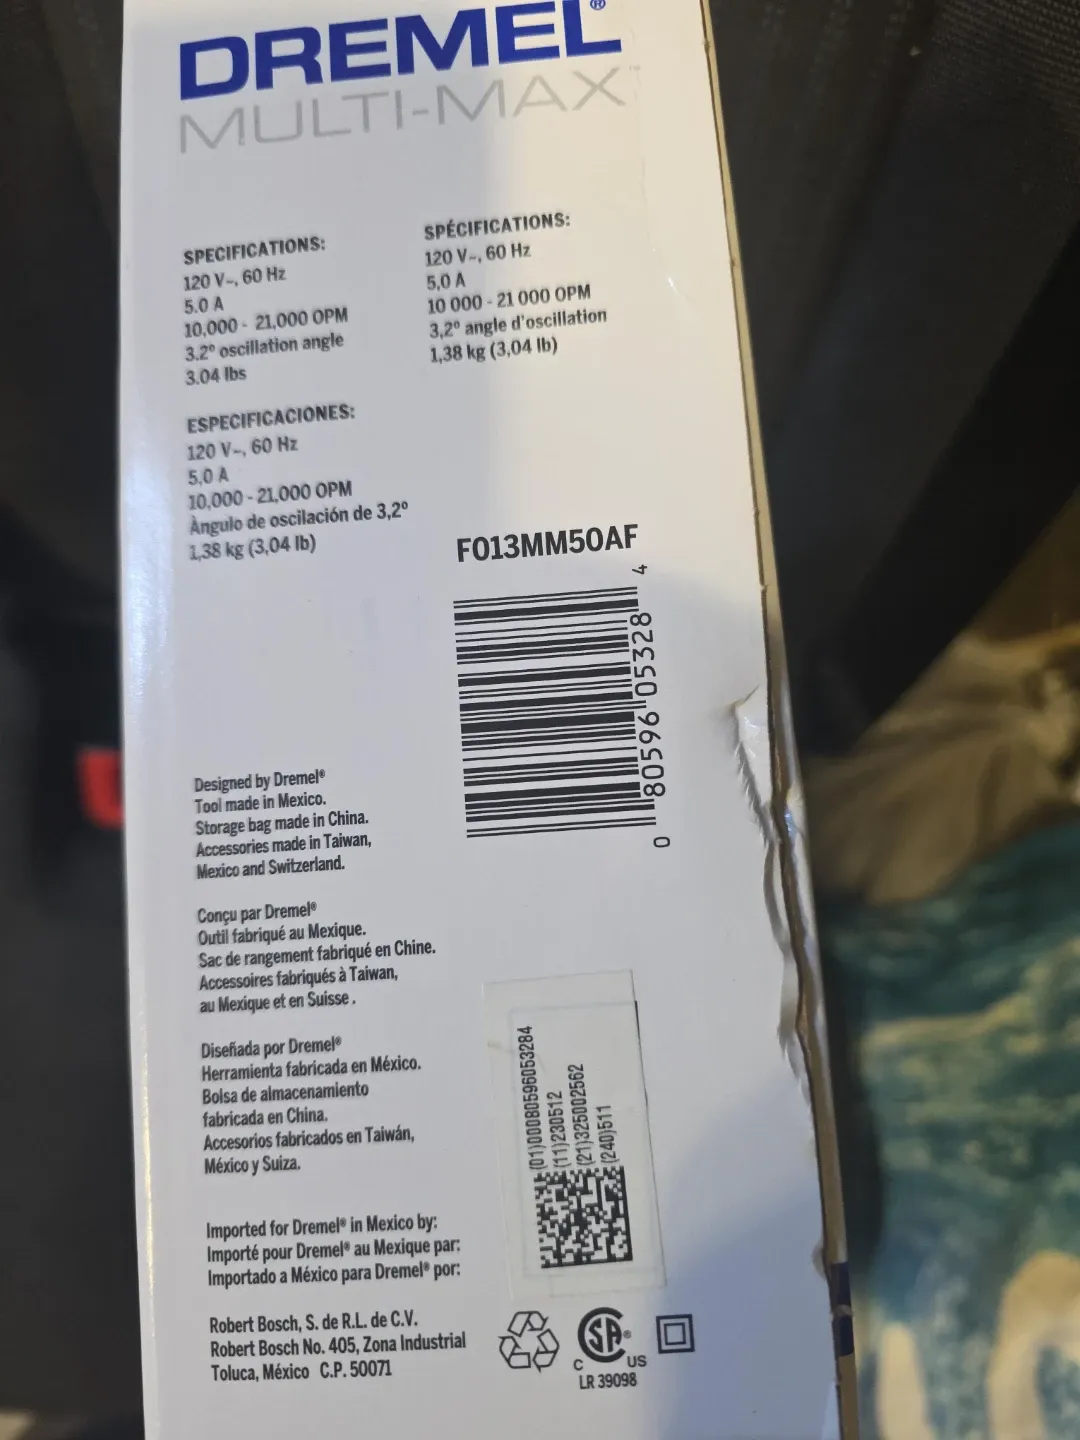 DREMEL®
MULTI-MAX™
SPECIFICATIONS:
120 V~, 60 Hz
5.0 A
10,000 - 21,000 OPM
3.2° oscillation angle
3.04 lbs
SPÉCIFICATIONS:
120 V~, 60 Hz
5,0 A
10 000 - 21 000 OPM
3,2° angle d'oscillation
1,38 kg (3,04 lb)
ESPECIFICACIONES:
120 V~, 60 Hz
5,0 A
10,000 - 21,000 OPM
Àngulo de oscilación de 3,2°
1,38 kg (3,04 lb)
F013MM50AF
0 80596 05328 4
Designed by Dremel®
Tool made in Mexico.
Storage bag made in China.
Accessories made in Taiwan,
Mexico and Switzerland.
Conçu par Dremel®
Outil fabriqué au Mexique.
Sac de rangement fabriqué en Chine.
Accessoires fabriqués à Taiwan,
au Mexique et en Suisse.
Diseñada por Dremel®
Herramienta fabricada en México.
Bolsa de almacenamiento
fabricada en China.
Accesorios fabricados en Taiwán,
México y Suiza.
(01)00080596053284
(11)230512
(21)325002562
(240)511
Imported for Dremel® in Mexico by:
Importé pour Dremel® au Mexique par:
Importado a México para Dremel® por:
Robert Bosch, S. de R.L. de C.V.
Robert Bosch No. 405, Zona Industrial
Toluca, México C.P. 50071
SA®
C US
LR 39098